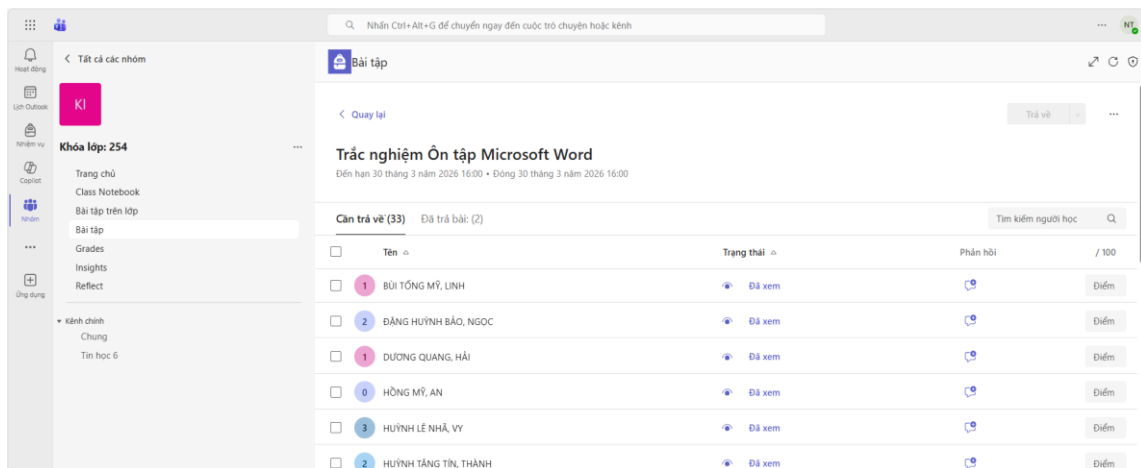 Nhấn Ctrl+Alt+G để chuyển ngay đến cuộc trò chuyện hoặc kênh
NT
Hoạt động
Lịch Outlook
Nhiệm vụ
Copilot
Nhóm
Ứng dụng
Tất cả các nhóm
KI
Khóa lớp: 254
Trang chủ
Class Notebook
Bài tập trên lớp
Bài tập
Grades
Insights
Reflect
Kênh chính
Chung
Tin học 6
Bài tập
Quay lại
Trả về
Trắc nghiệm Ôn tập Microsoft Word
Đến hạn 30 tháng 3 năm 2026 16:00 • Đóng 30 tháng 3 năm 2026 16:00
Cần trả về (33) Đã trả bài: (2)
Tìm kiếm người học
Tên Trạng thái Phản hồi / 100
1 BÙI TỐNG MỸ, LINH Đã xem Điểm
2 ĐẶNG HUỲNH BẢO, NGỌC Đã xem Điểm
1 DƯƠNG QUANG, HẢI Đã xem Điểm
0 HỒNG MỸ, AN Đã xem Điểm
3 HUỲNH LÊ NHÃ, VY Đã xem Điểm
2 HUỲNH TĂNG TÍN, THÀNH Đã xem Điểm